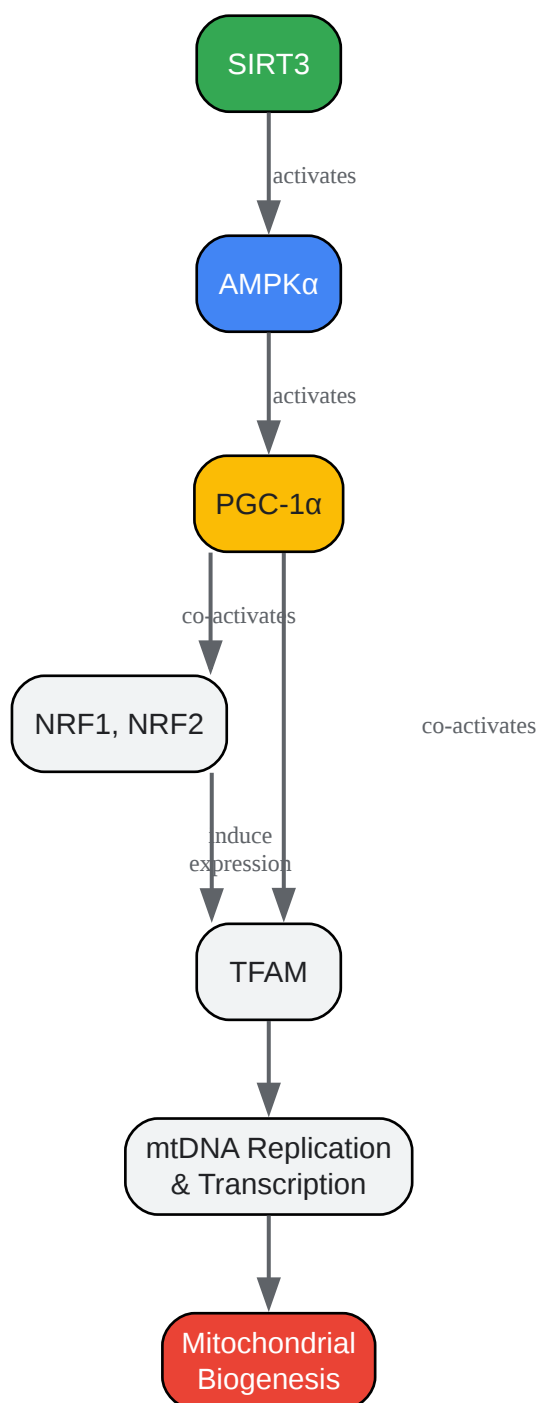 SIRT3
activates
AMPKα
activates
PGC-1α
co-activates
NRF1, NRF2
co-activates
induce
expression
TFAM
mtDNA Replication
& Transcription
Mitochondrial
Biogenesis